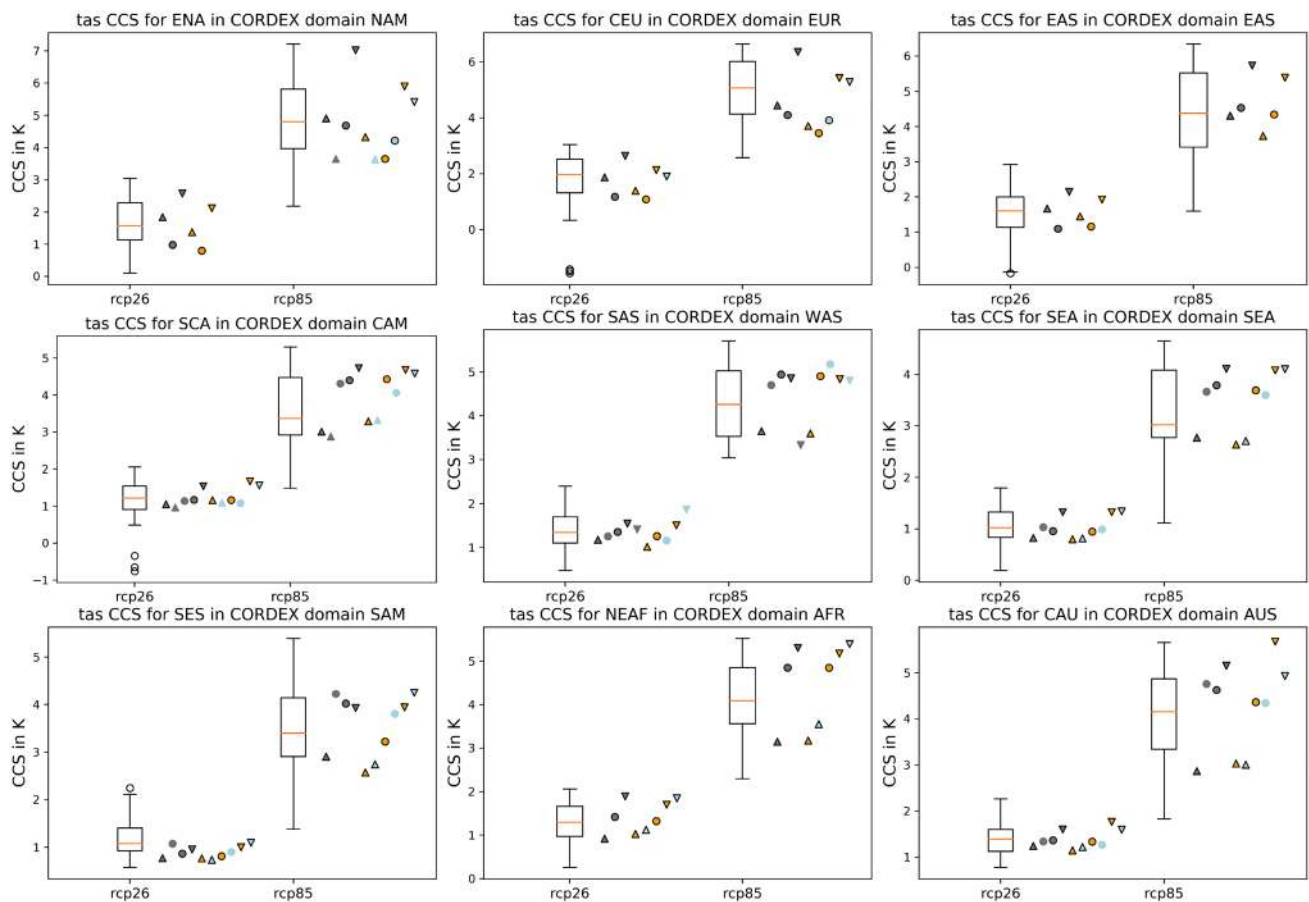 tas CCS for ENA in CORDEX domain NAM
CCS in K
7
6
5
4
3
2
1
0
rcp26
rcp85
tas CCS for CEU in CORDEX domain EUR
CCS in K
6
4
2
0
rcp26
rcp85
tas CCS for EAS in CORDEX domain EAS
CCS in K
6
5
4
3
2
1
0
rcp26
rcp85
tas CCS for SCA in CORDEX domain CAM
CCS in K
5
4
3
2
1
0
−1
rcp26
rcp85
tas CCS for SAS in CORDEX domain WAS
CCS in K
5
4
3
2
1
rcp26
rcp85
tas CCS for SEA in CORDEX domain SEA
CCS in K
4
3
2
1
0
rcp26
rcp85
tas CCS for SES in CORDEX domain SAM
CCS in K
5
4
3
2
1
rcp26
rcp85
tas CCS for NEAF in CORDEX domain AFR
CCS in K
5
4
3
2
1
0
rcp26
rcp85
tas CCS for CAU in CORDEX domain AUS
CCS in K
5
4
3
2
1
rcp26
rcp85